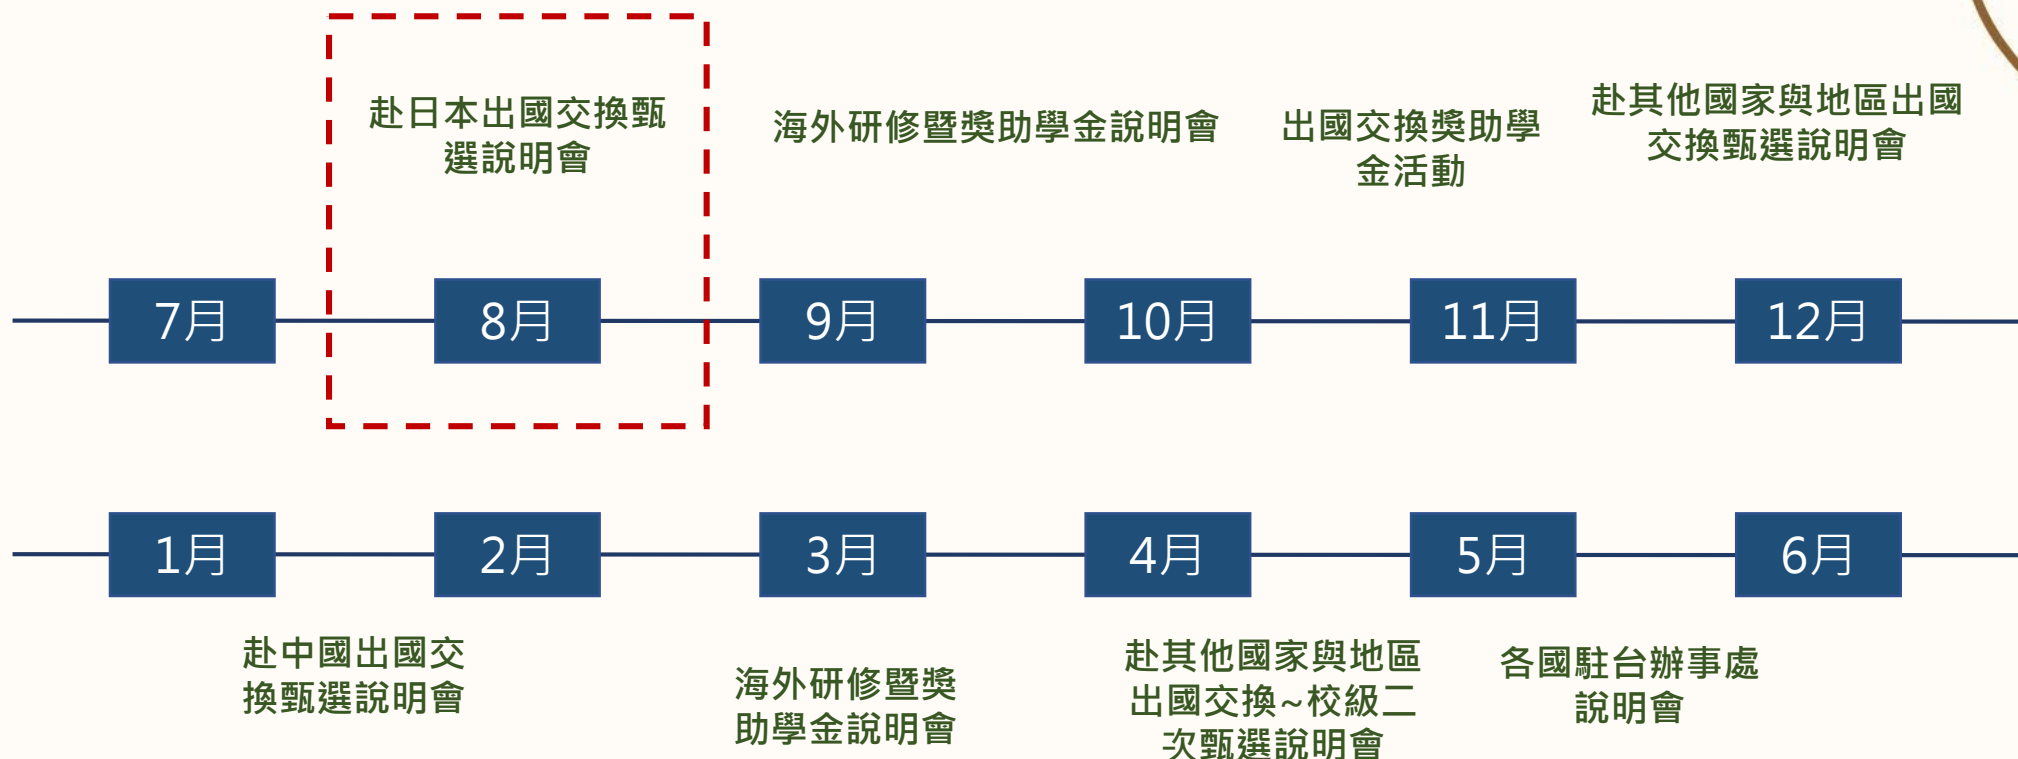 赴日本出國交換甄
選說明會
海外研修暨獎助學金說明會
出國交換獎助學
金活動
赴其他國家與地區出國
交換甄選說明會
7月
8月
9月
10月
11月
12月
1月
2月
3月
4月
5月
6月
赴中國出國交
換甄選說明會
海外研修暨獎
助學金說明會
赴其他國家與地區
出國交換~校級二
次甄選說明會
各國駐台辦事處
說明會